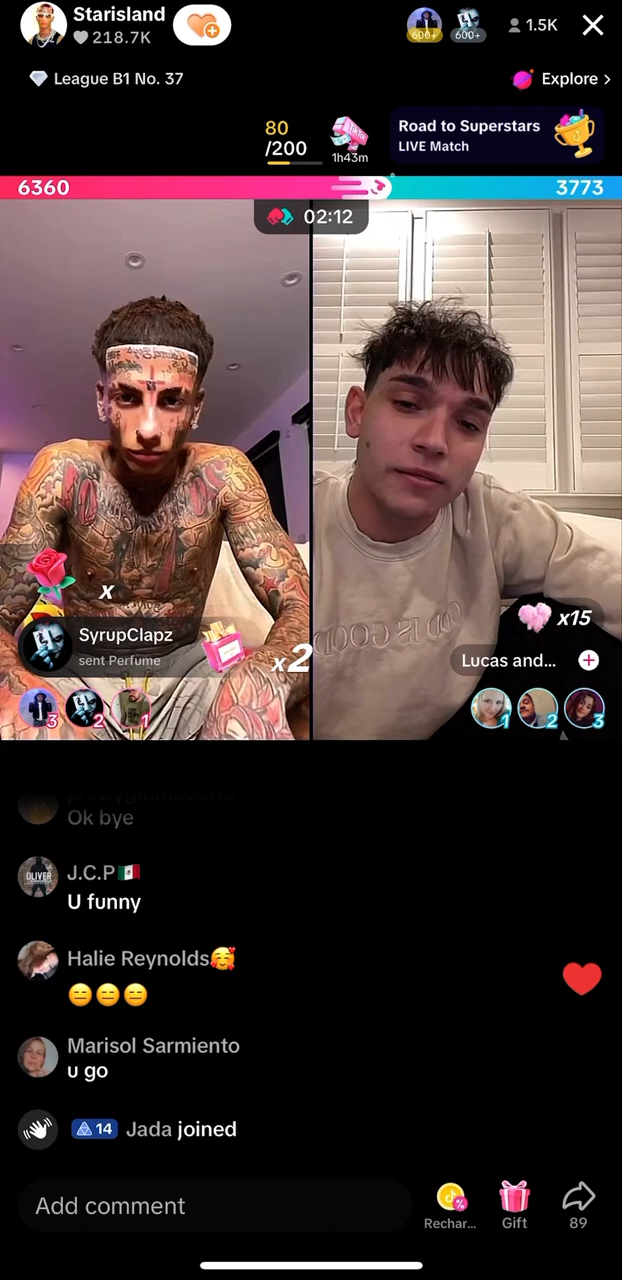 Starisland
218.7K
600+
600+
1.5K
League B1 No. 37
Explore >
80
/200
1h43m
Road to Superstars
LIVE Match
6360
3773
02:12
x
SyrupClapz
sent Perfume
x2
x15
Lucas and...
+
3
2
1
1
2
3
Ok bye
OLIVER
J.C.P🇲🇽
U funny
Halie Reynolds🥰
😑😑😑
Marisol Sarmiento
u go
14 Jada joined
Add comment
Rechar...
Gift
89